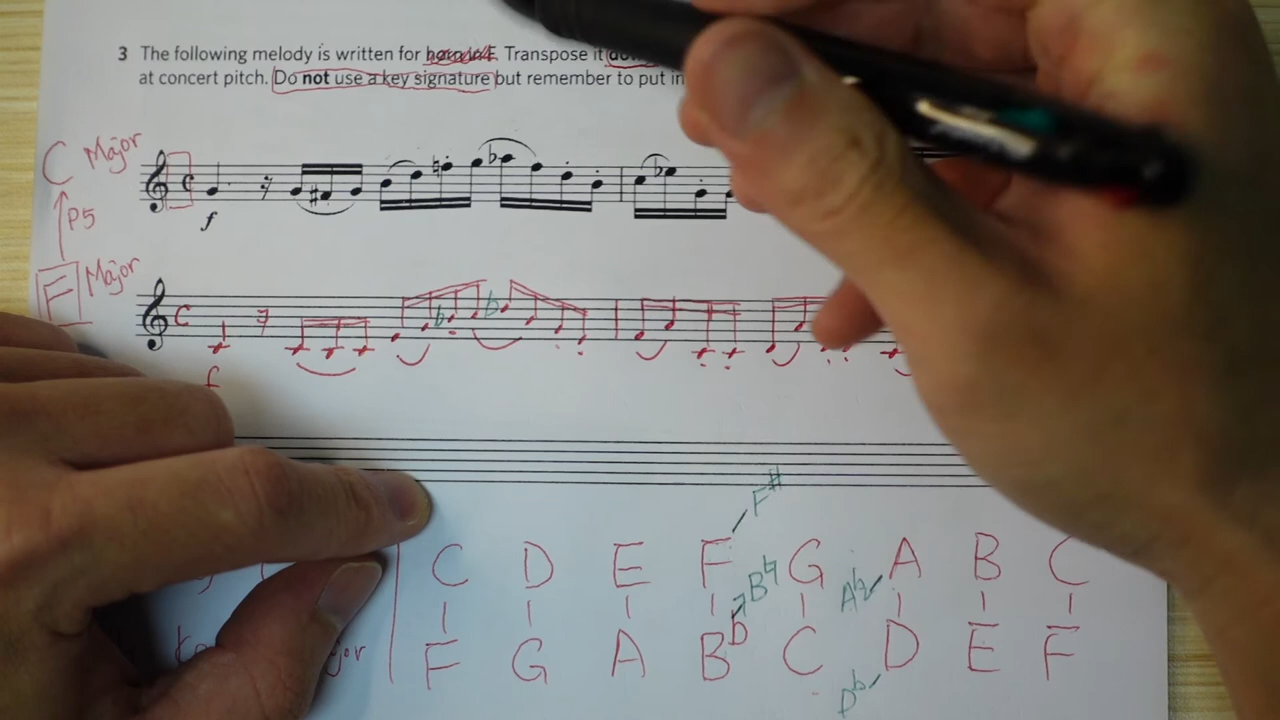 3 The following melody is written for horn in F. Transpose it
at concert pitch. Do not use a key signature but remember to put in
C Major
f
P5
F Major
f
F#
C D E F G A B C
B♮
A♭
F G A B♭ C D E F
D♭